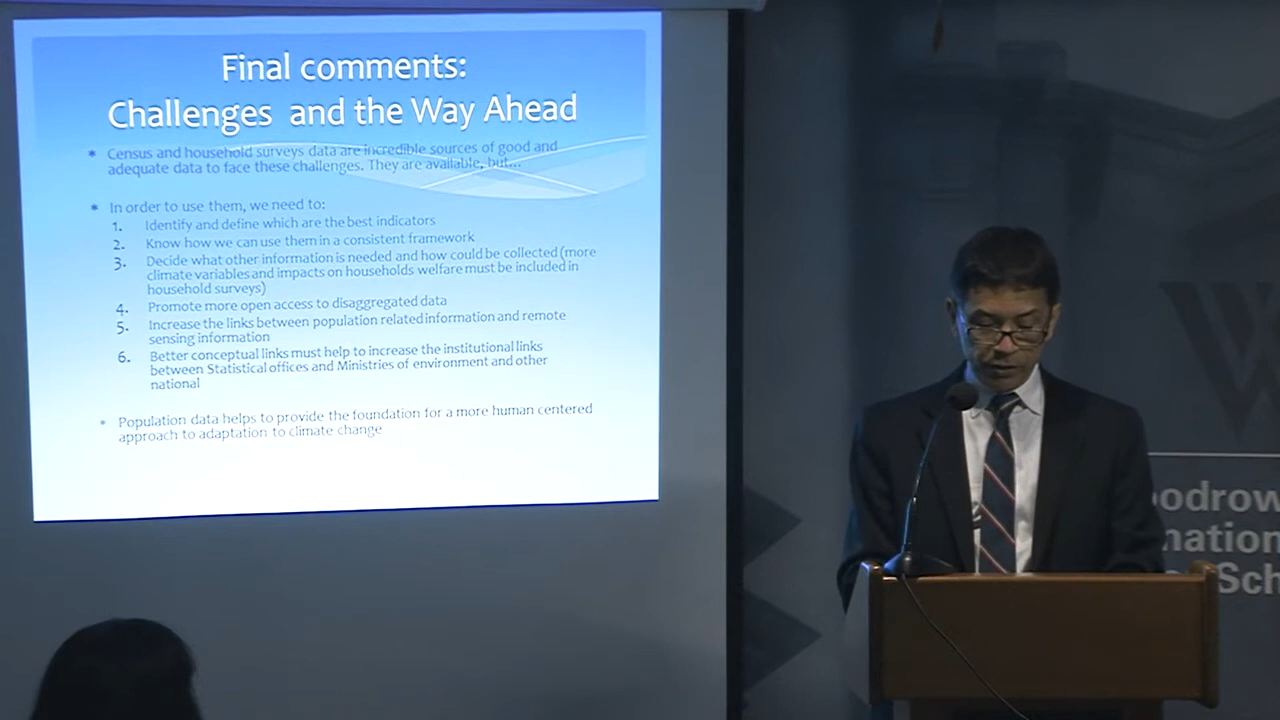 Final comments:
Challenges and the Way Ahead
* Census and household surveys data are incredible sources of good and
adequate data to face these challenges. They are available, but...
* In order to use them, we need to:
1. Identify and define which are the best indicators
2. Know how we can use them in a consistent framework
3. Decide what other information is needed and how could be collected (more
climate variables and impacts on households welfare must be included in
household surveys)
4. Promote more open access to disaggregated data
5. Increase the links between population related information and remote
sensing information
6. Better conceptual links must help to increase the institutional links
between Statistical offices and Ministries of environment and other
national
* Population data helps to provide the foundation for a more human centered
approach to adaptation to climate change
W
oodrow
nation
Sch